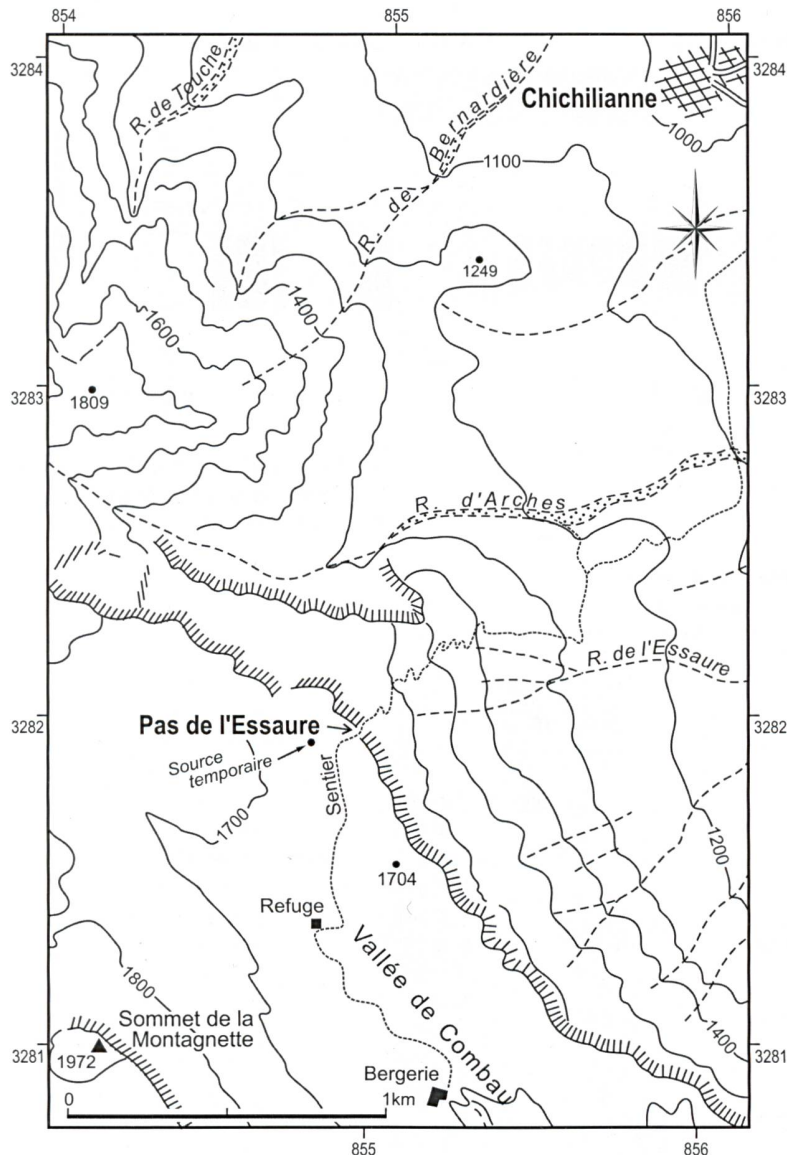 854 855 856
3284 3284
R. de Touche
R. de Bernardière
Chichilianne
1000
1100
1249
1400
1600
3283 3283
1809
R. d'Arches
R. de l'Essaure
3282 3282
Pas de l'Essaure
Source
temporaire
Sentier
1700
1704
1200
Refuge
Vallée de Combau
1800
Sommet de la
Montagnette
1400
3281 3281
1972
Bergerie
0 1km
855 856